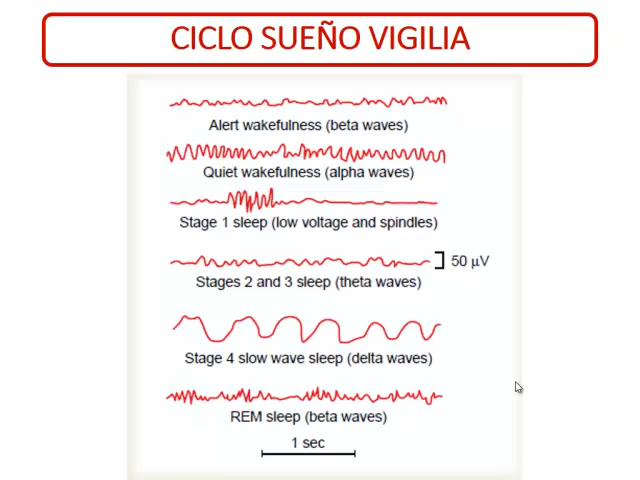 CICLO SUEÑO VIGILIA
Alert wakefulness (beta waves)
Quiet wakefulness (alpha waves)
Stage 1 sleep (low voltage and spindles)
50 μV
Stages 2 and 3 sleep (theta waves)
Stage 4 slow wave sleep (delta waves)
REM sleep (beta waves)
1 sec